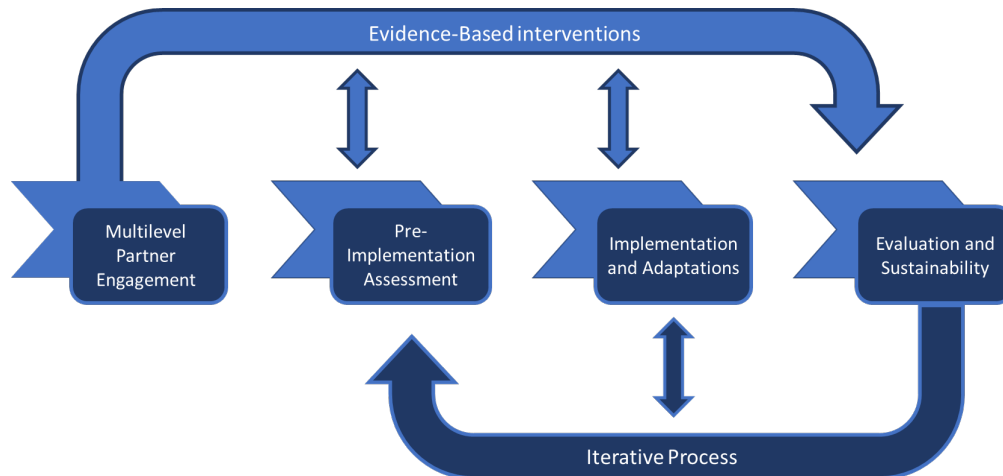 Evidence-Based interventions
Multilevel
Partner
Engagement
Pre-
Implementation
Assessment
Implementation
and Adaptations
Evaluation and
Sustainability
Iterative Process